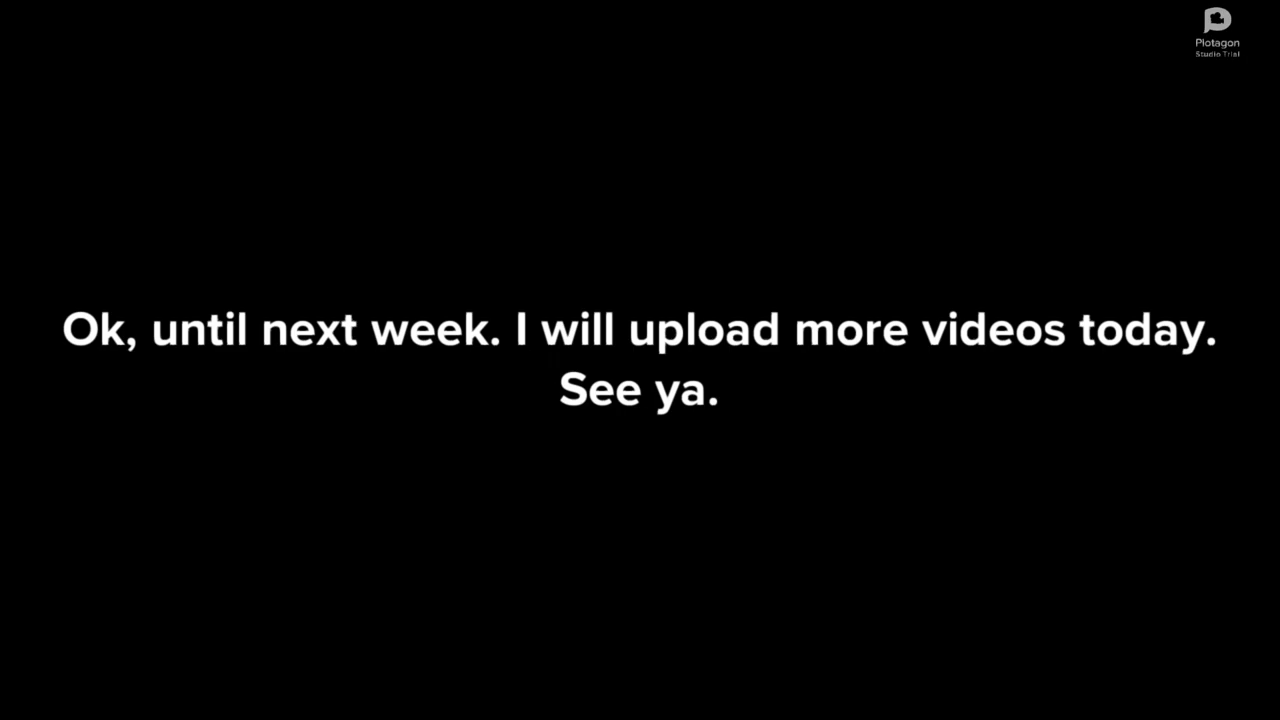 Plotagon
Studio Trial
Ok, until next week. I will upload more videos today.
See ya.